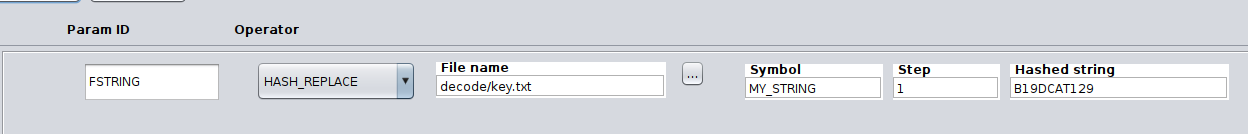 Param ID Operator
File name Symbol Step Hashed string
FSTRING HASH_REPLACE decode/key.txt ... MY_STRING 1 B19DCAT129